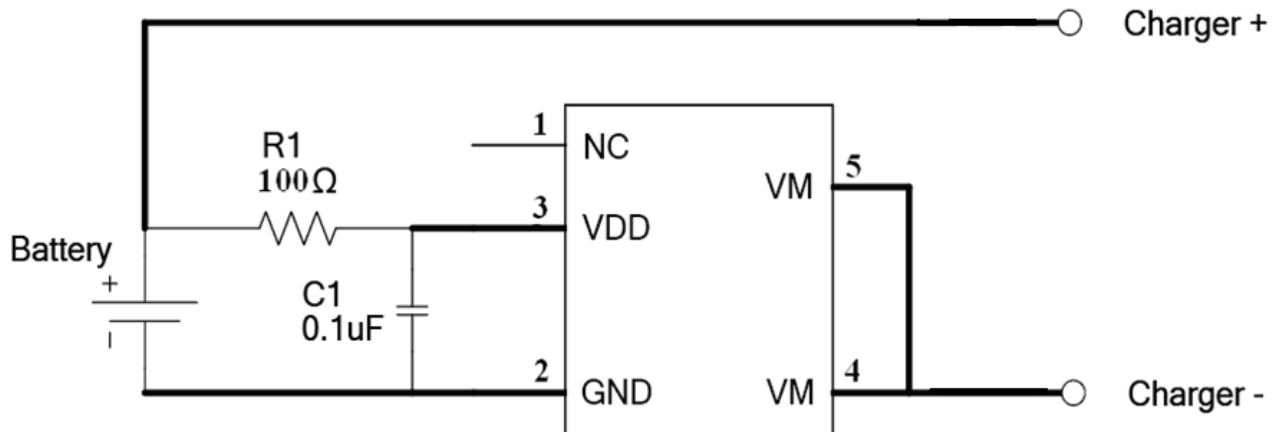 Charger +
1
NC
R1
100Ω
VM
5
3
VDD
Battery
+
C1
0.1uF
-
2
GND
VM
4
Charger -